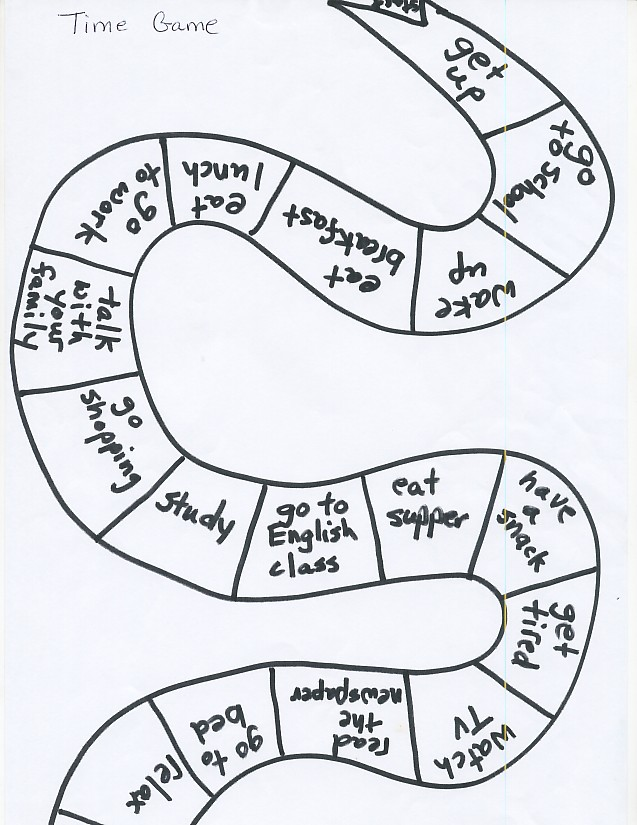 Time Game
start
get
up
go
to
school
wake
up
eat
breakfast
eat
lunch
go
to work
talk
with
your
family
go
shopping
study
go to
English
class
eat
supper
have
a
snack
get
tired
watch
TV
read
the
newspaper
go to
bed
relax